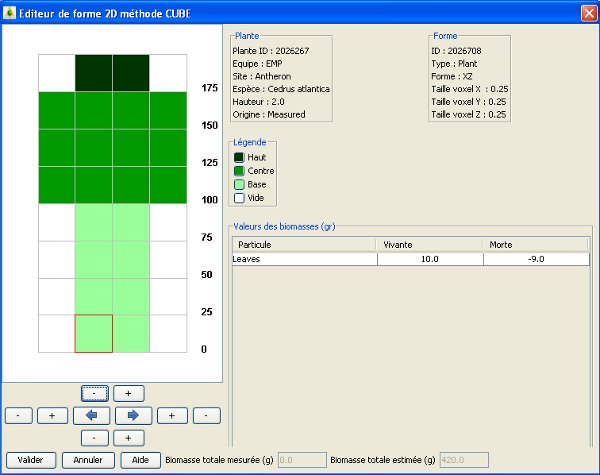 Editeur de forme 2D méthode CUBE
175
150
125
100
75
50
25
0
Plante
Plante ID : 2026267
Equipe : EMP
Site : Antheron
Espèce : Cedrus atlantica
Hauteur : 2.0
Origine : Measured
Forme
ID : 2026708
Type : Plant
Forme : XZ
Taille voxel X : 0.25
Taille voxel Y : 0.25
Taille voxel Z : 0.25
Légende
Haut
Centre
Base
Vide
Valeurs des biomasses (gr)
Particule Vivante Morte
Leaves 10.0 -9.0
- +
- + + -
- +
Valider Annuler Aide Biomasse totale mesurée (g) 0.0 Biomasse totale estimée (g) 420.0